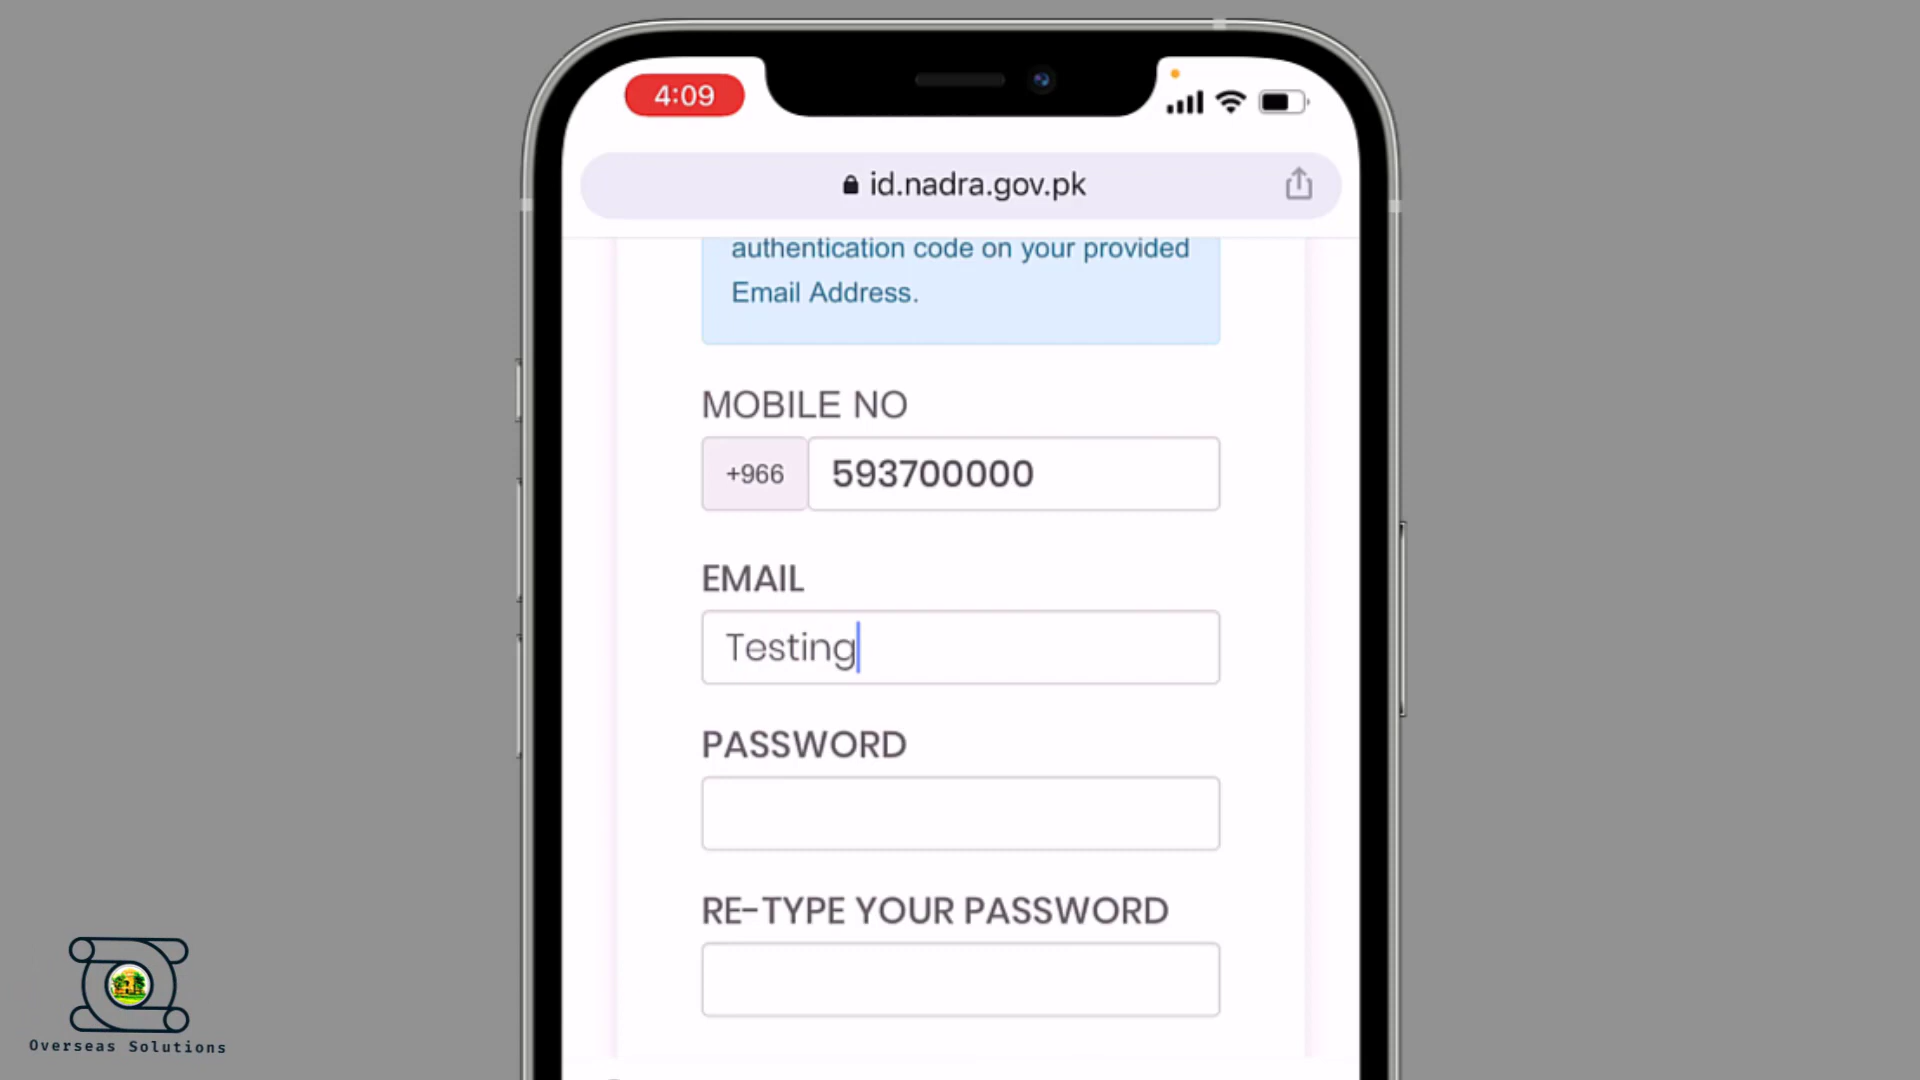 4:09
id.nadra.gov.pk
authentication code on your provided
Email Address.
MOBILE NO
+966 593700000
EMAIL
Testing
PASSWORD
RE-TYPE YOUR PASSWORD
Overseas Solutions